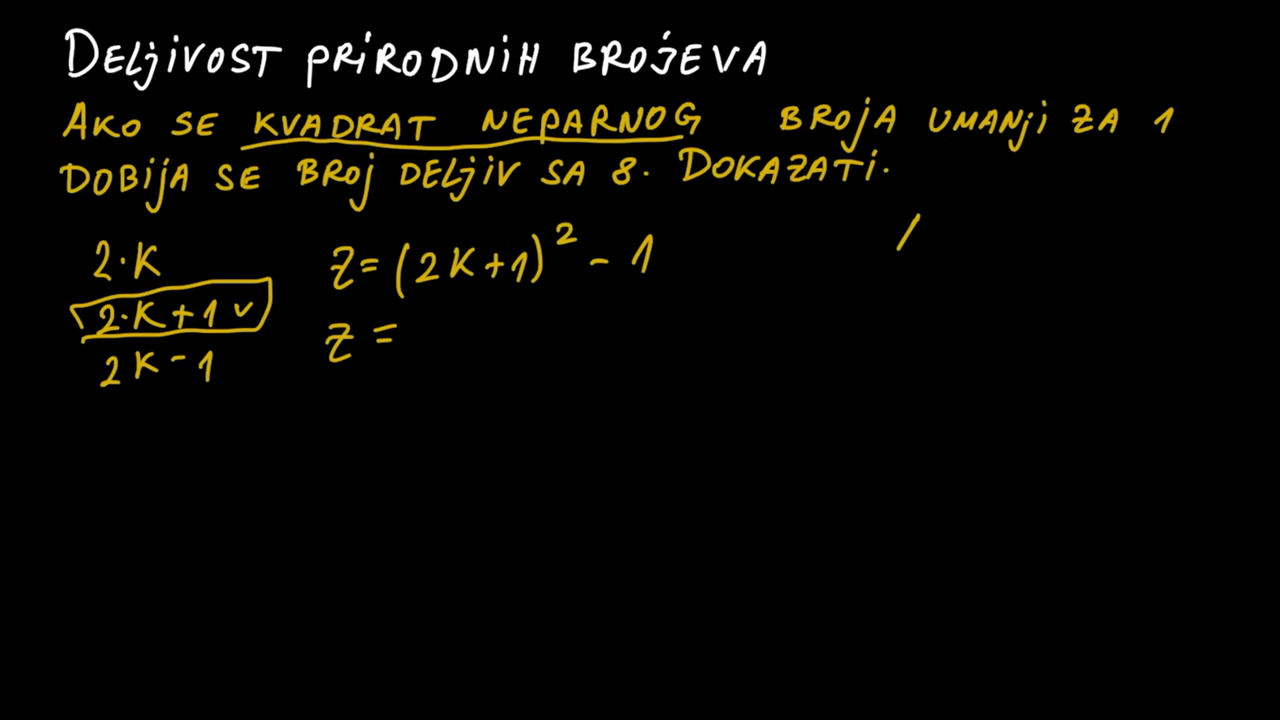 DELJIVOST PRIRODNIH BROJEVA
AKO SE KVADRAT NEPARNOG BROJA UMANJI ZA 1
DOBIJA SE BROJ DELJIV SA 8. DOKAZATI.
2·K
2·K+1 ✓
2K-1
Z=(2K+1)² - 1
Z =